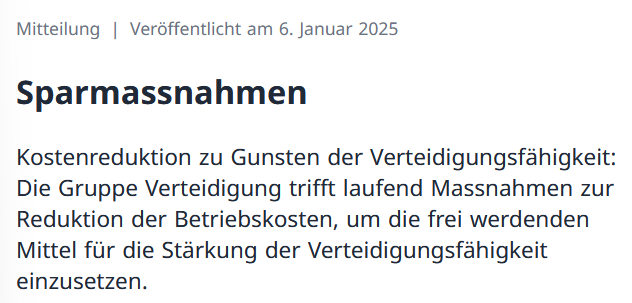 Mitteilung | Veröffentlicht am 6. Januar 2025
Sparmassnahmen
Kostenreduktion zu Gunsten der Verteidigungsfähigkeit:
Die Gruppe Verteidigung trifft laufend Massnahmen zur
Reduktion der Betriebskosten, um die frei werdenden
Mittel für die Stärkung der Verteidigungsfähigkeit
einzusetzen.